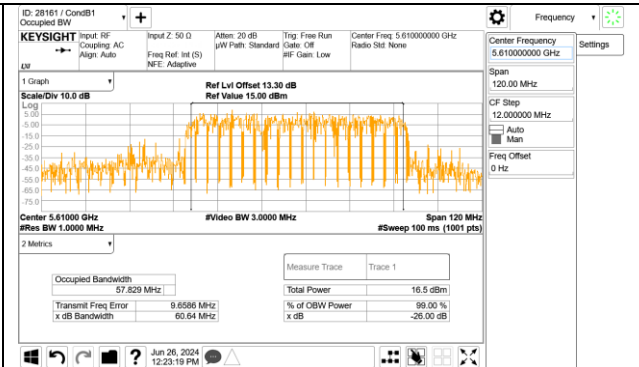 ID: 28161 / CondB1
Occupied BW
Frequency
KEYSIGHT
Input: RF
Coupling: AC
Align: Auto
Input Z: 50 Ω
Freq Ref: Int (S)
NFE: Adaptive
Atten: 20 dB
µW Path: Standard
Trig: Free Run
Gate: Off
#IF Gain: Low
Center Freq: 5.610000000 GHz
Radio Std: None
Center Frequency
5.610000000 GHz
Settings
Span
120.00 MHz
CF Step
12.000000 MHz
Auto
Man
Freq Offset
0 Hz
1 Graph
Scale/Div 10.0 dB
Ref Lvl Offset 13.30 dB
Ref Value 15.00 dBm
Log
5.00
-5.00
-15.0
-25.0
-35.0
-45.0
-55.0
-65.0
-75.0
Center 5.61000 GHz
#Video BW 3.0000 MHz
Span 120 MHz
#Res BW 1.0000 MHz
#Sweep 100 ms (1001 pts)
2 Metrics
Measure Trace
Trace 1
Occupied Bandwidth
57.829 MHz
Total Power
16.5 dBm
Transmit Freq Error
9.6586 MHz
% of OBW Power
99.00 %
x dB Bandwidth
60.64 MHz
x dB
-26.00 dB
Jun 26, 2024
12:23:19 PM